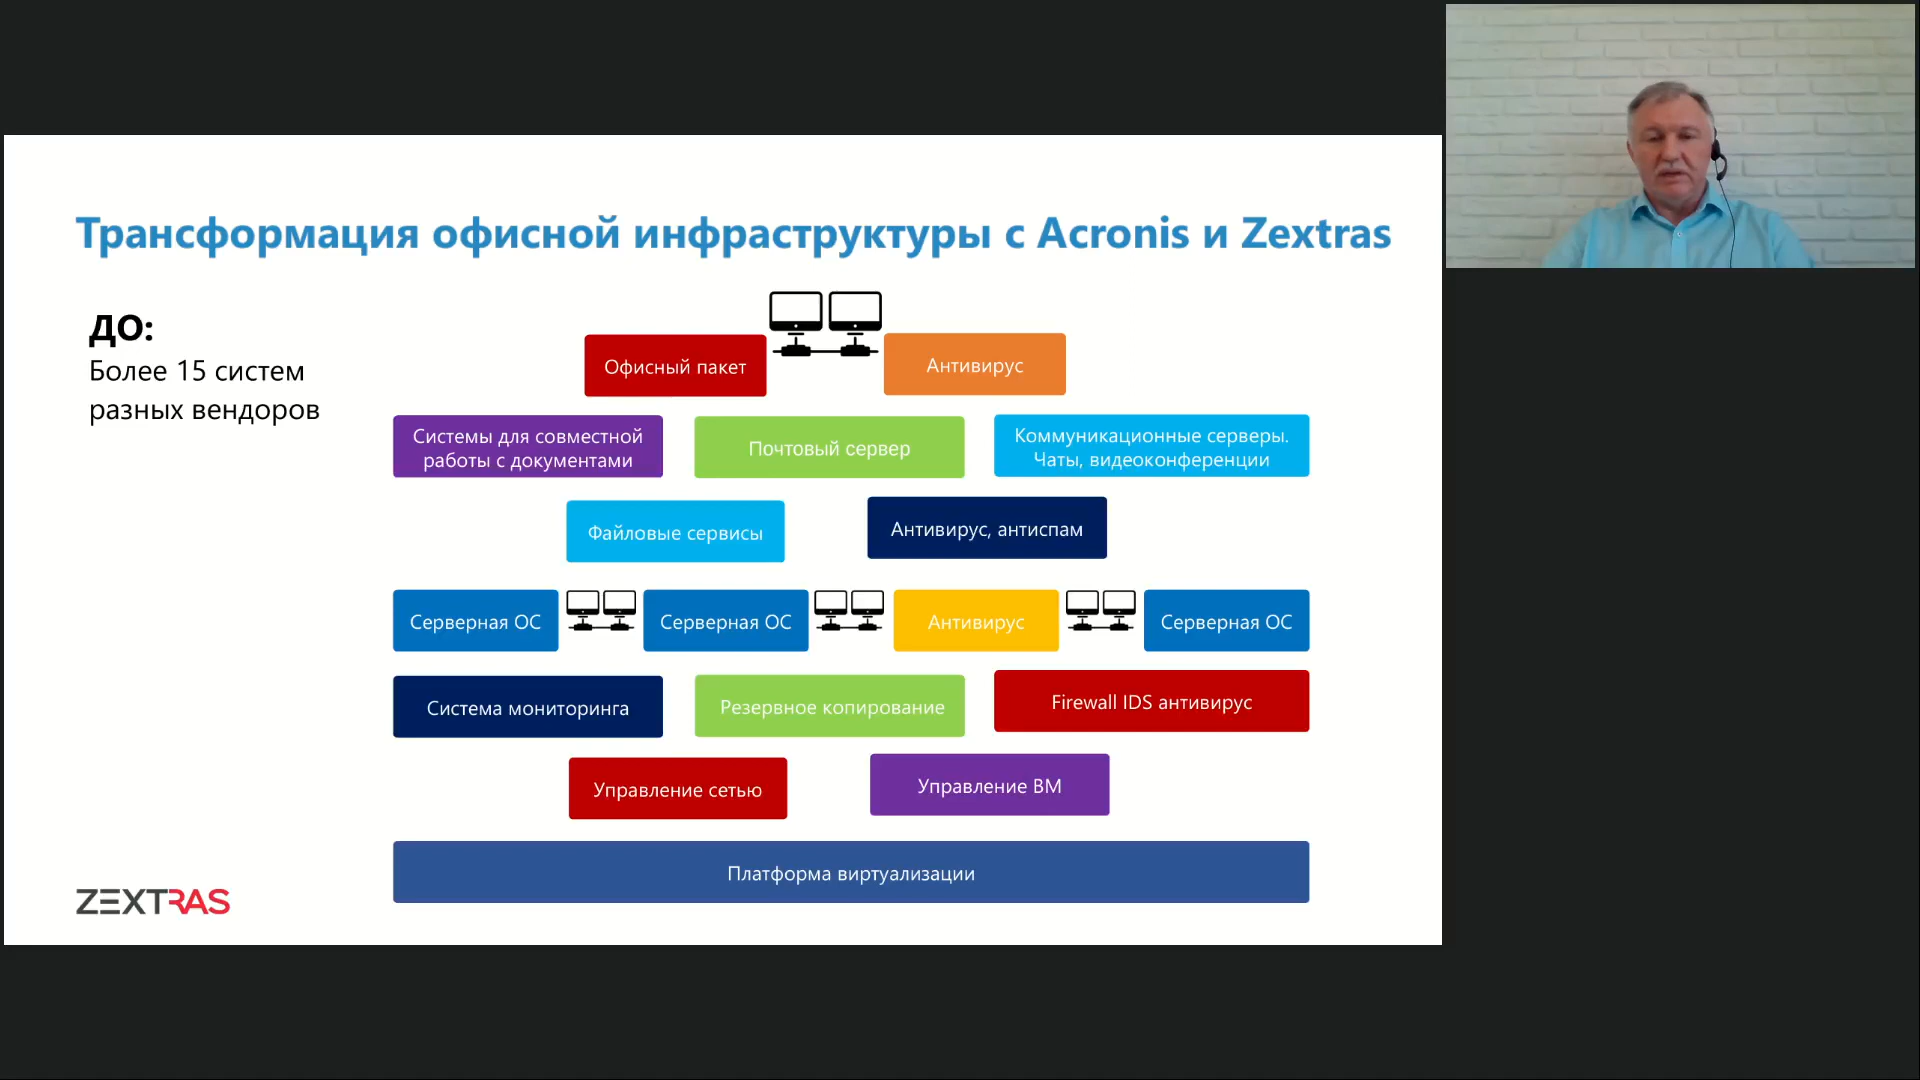 Трансформация офисной инфраструктуры с Acronis и Zextras
ДО:
Более 15 систем
разных вендоров
Офисный пакет
Антивирус
Системы для совместной
работы с документами
Почтовый сервер
Коммуникационные серверы.
Чаты, видеоконференции
Файловые сервисы
Антивирус, антиспам
Серверная ОС
Серверная ОС
Антивирус
Серверная ОС
Система мониторинга
Резервное копирование
Firewall IDS антивирус
Управление сетью
Управление ВМ
Платформа виртуализации
ZEXTRAS